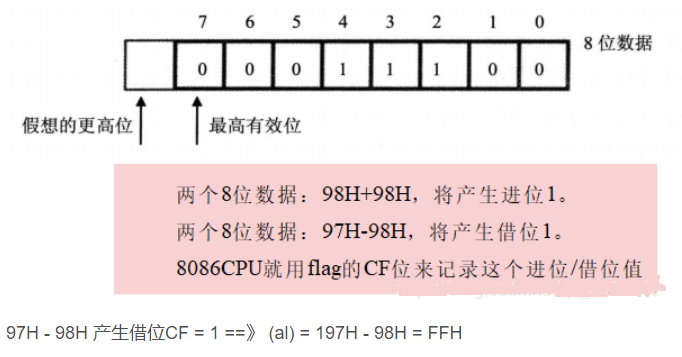 7 6 5 4 3 2 1 0
0 0 0 1 1 1 0 0
8 位数据
假想的更高位
最高有效位
两个8位数据：98H+98H，将产生进位1。
两个8位数据：97H-98H，将产生借位1。
8086CPU就用flag的CF位来记录这个进位/借位值
97H - 98H 产生借位CF = 1 ==》 (al) = 197H - 98H = FFH